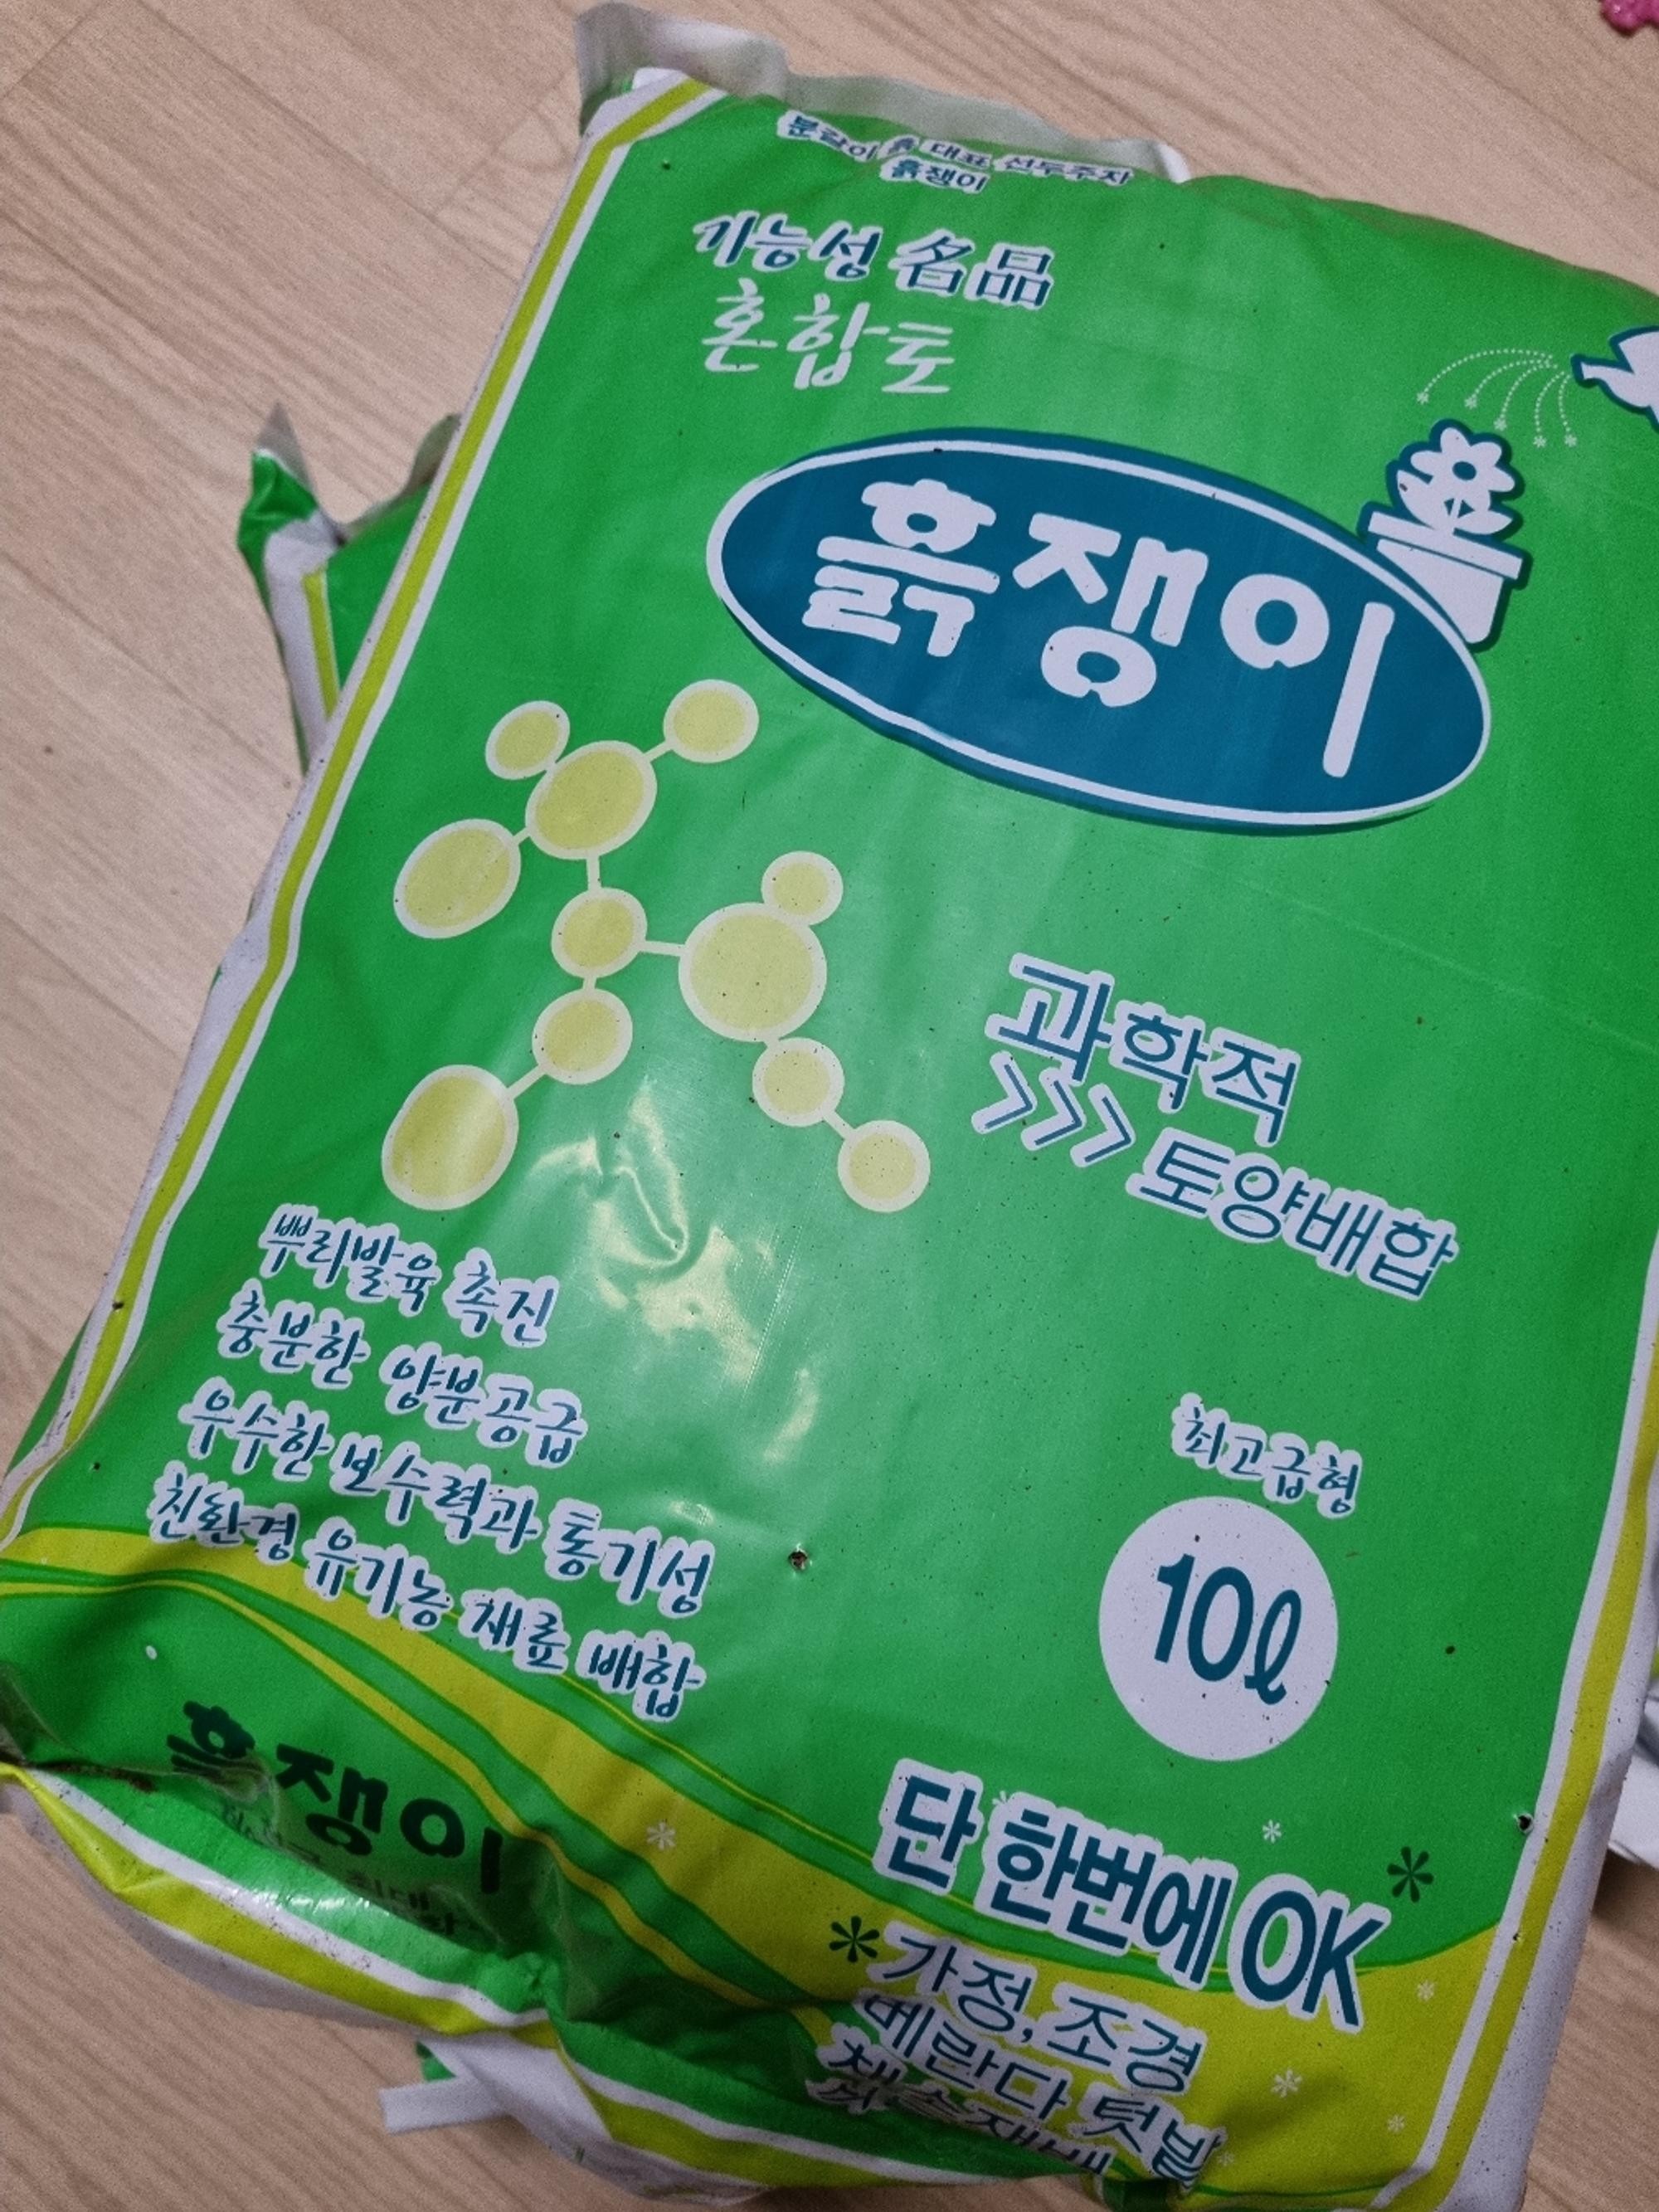 분갈이 흙 대표 선두주자
흙쟁이
기능성 名品
혼합토
흙쟁이
과학적
>>> 토양배합
뿌리발육 촉진
충분한 양분공급
우수한 보수력과 통기성
친환경 유기농 재료 배합
최고급형
10ℓ
흙쟁이
단 한번에 OK
가정, 조경
베란다 텃밭
채소재배